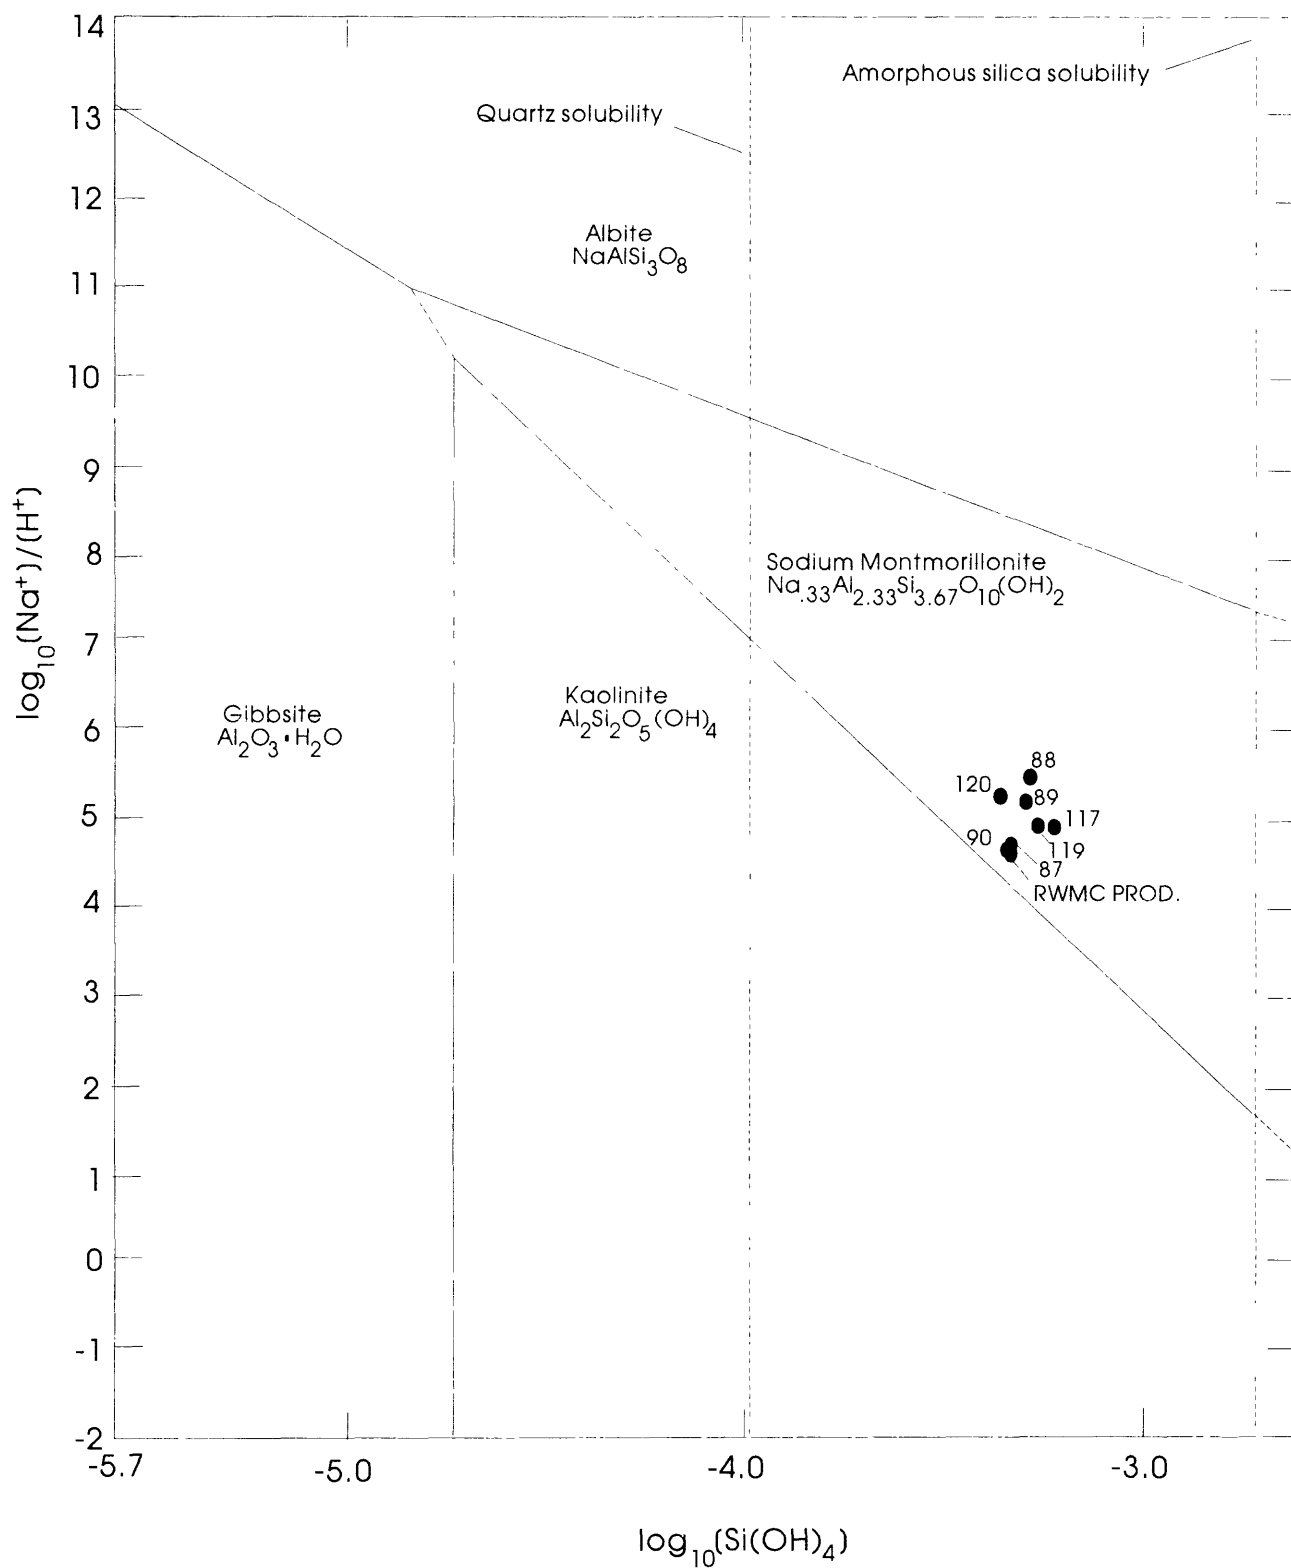 14
13
12
11
10
9
8
7
6
5
4
3
2
1
0
-1
-2
log₁₀(Na⁺)/(H⁺)
Amorphous silica solubility
Quartz solubility
Albite
NaAlSi₃O₈
Sodium Montmorillonite
Na.₃₃Al₂.₃₃Si₃.₆₇O₁₀(OH)₂
Kaolinite
Al₂Si₂O₅(OH)₄
Gibbsite
Al₂O₃·H₂O
88
120
89
117
90
119
87
RWMC PROD.
-5.7
-5.0
-4.0
-3.0
log₁₀(Si(OH)₄)